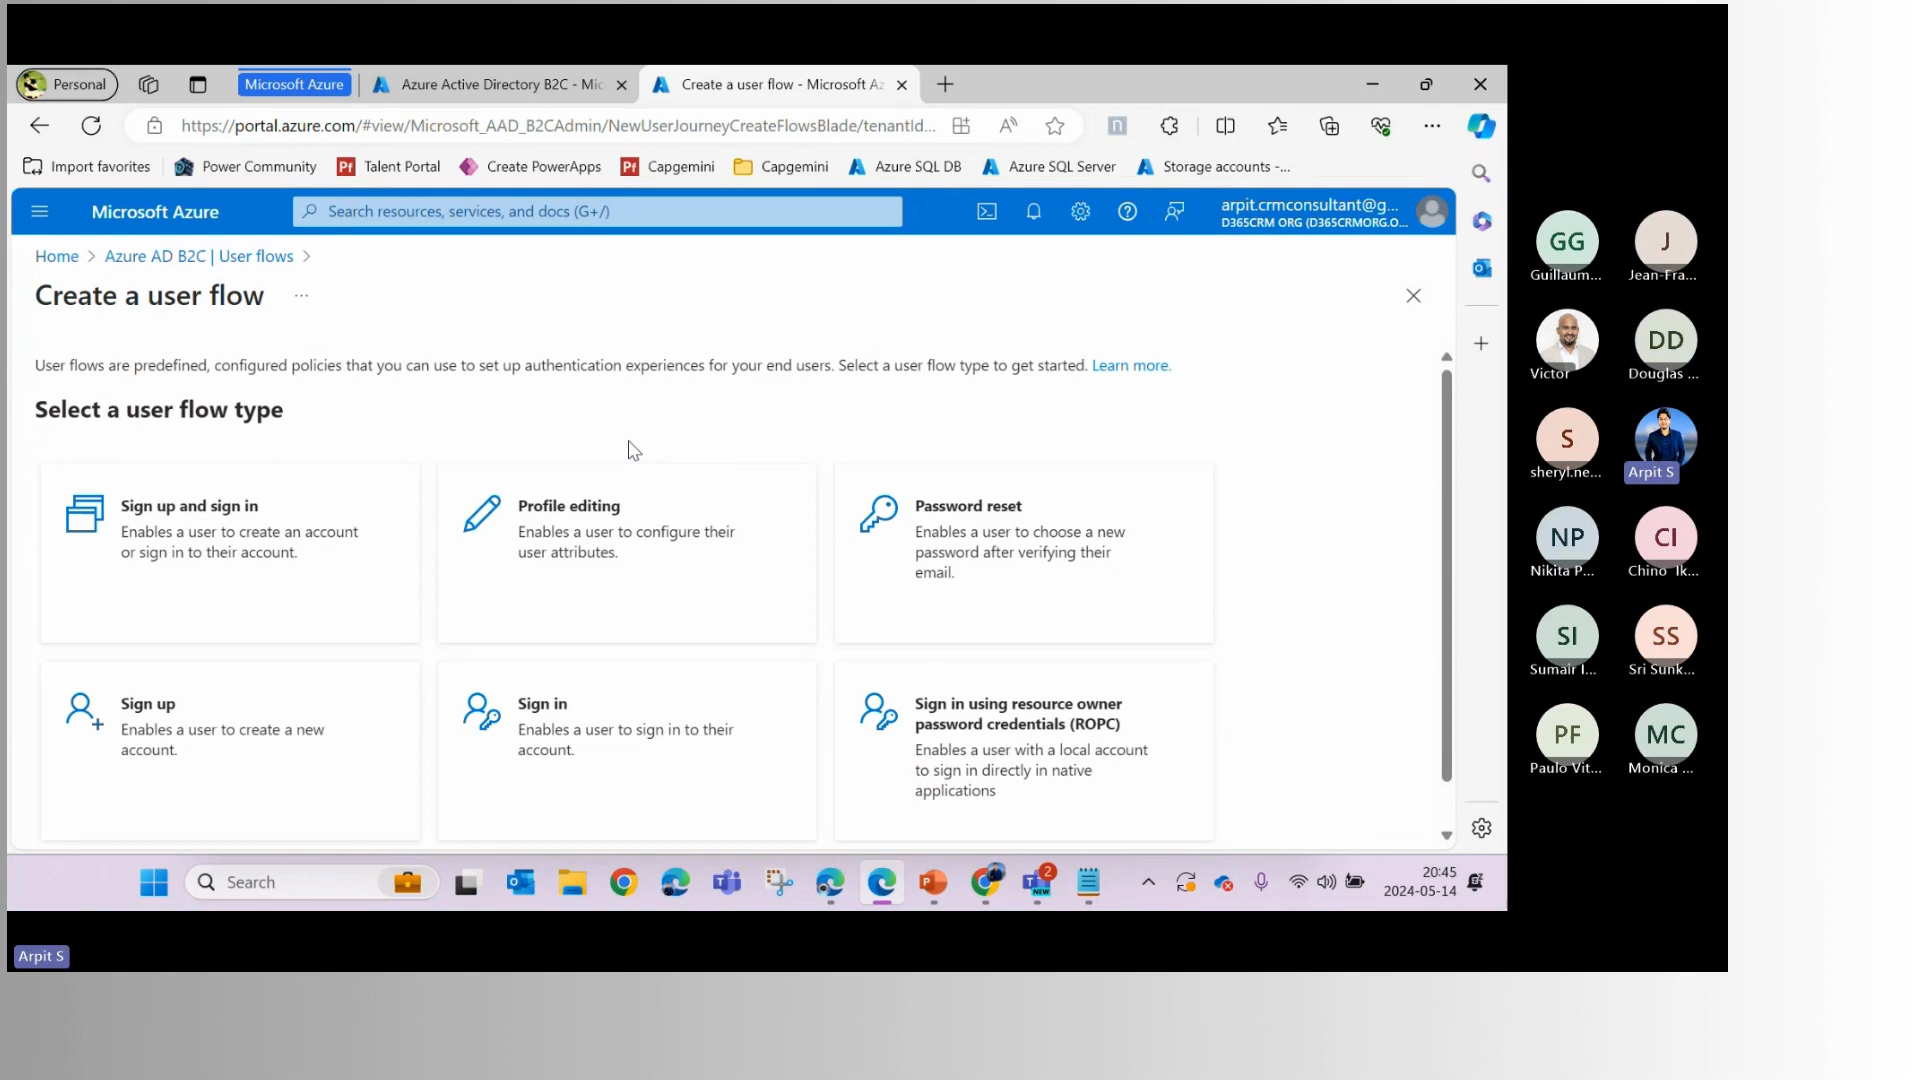 Personal
Microsoft Azure
Azure Active Directory B2C - Mic
Create a user flow - Microsoft Az
https://portal.azure.com/#view/Microsoft_AAD_B2CAdmin/NewUserJourneyCreateFlowsBlade/tenantId...
Import favorites
Power Community
Talent Portal
Create PowerApps
Capgemini
Capgemini
Azure SQL DB
Azure SQL Server
Storage accounts -...
Microsoft Azure
Search resources, services, and docs (G+/)
arpit.crmconsultant@g...
D365CRM ORG (D365CRMORG.O...
Home > Azure AD B2C | User flows >
Create a user flow ...
User flows are predefined, configured policies that you can use to set up authentication experiences for your end users. Select a user flow type to get started. Learn more.
Select a user flow type
Sign up and sign in
Enables a user to create an account
or sign in to their account.
Profile editing
Enables a user to configure their
user attributes.
Password reset
Enables a user to choose a new
password after verifying their
email.
Sign up
Enables a user to create a new
account.
Sign in
Enables a user to sign in to their
account.
Sign in using resource owner
password credentials (ROPC)
Enables a user with a local account
to sign in directly in native
applications
Search
2
NEW
20:45
2024-05-14
Arpit S
GG
Guillaum...
J
Jean-Fra...
Victor
DD
Douglas ...
S
sheryl.ne...
Arpit S
NP
Nikita P...
CI
Chino Ik...
SI
Sumair I...
SS
Sri Sunk...
PF
Paulo Vit...
MC
Monica ...